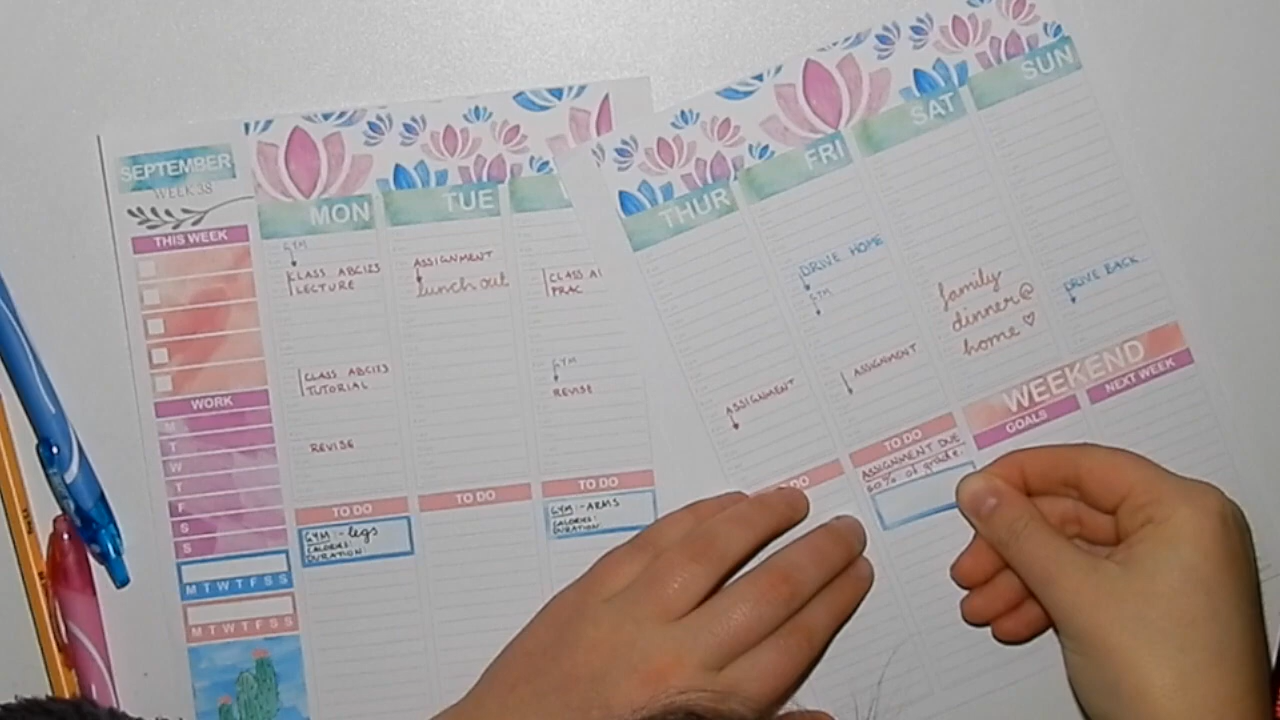 SEPTEMBER
WEEK 38
THIS WEEK
WORK
M
T
W
Y
F
S
S
M T W T F S S
M T W T F S S
MON
GYM
CLASS ABC123
LECTURE
CLASS ABC123
TUTORIAL
REVISE
TO DO
GYM - legs
CALORIES:
DURATION:
TUE
ASSIGNMENT
lunch out
TO DO
CLASS A
PRAC
GYM
REVISE
TO DO
GYM - ARMS
CALORIES:
DURATION:
THUR
ASSIGNMENT
DO
FRI
DRIVE HOME
GYM
ASSIGNMENT
TO DO
ASSIGNMENT DUE
60% of grade.
SAT
family
dinner @
home ♡
SUN
DRIVE BACK
WEEKEND
GOALS
NEXT WEEK